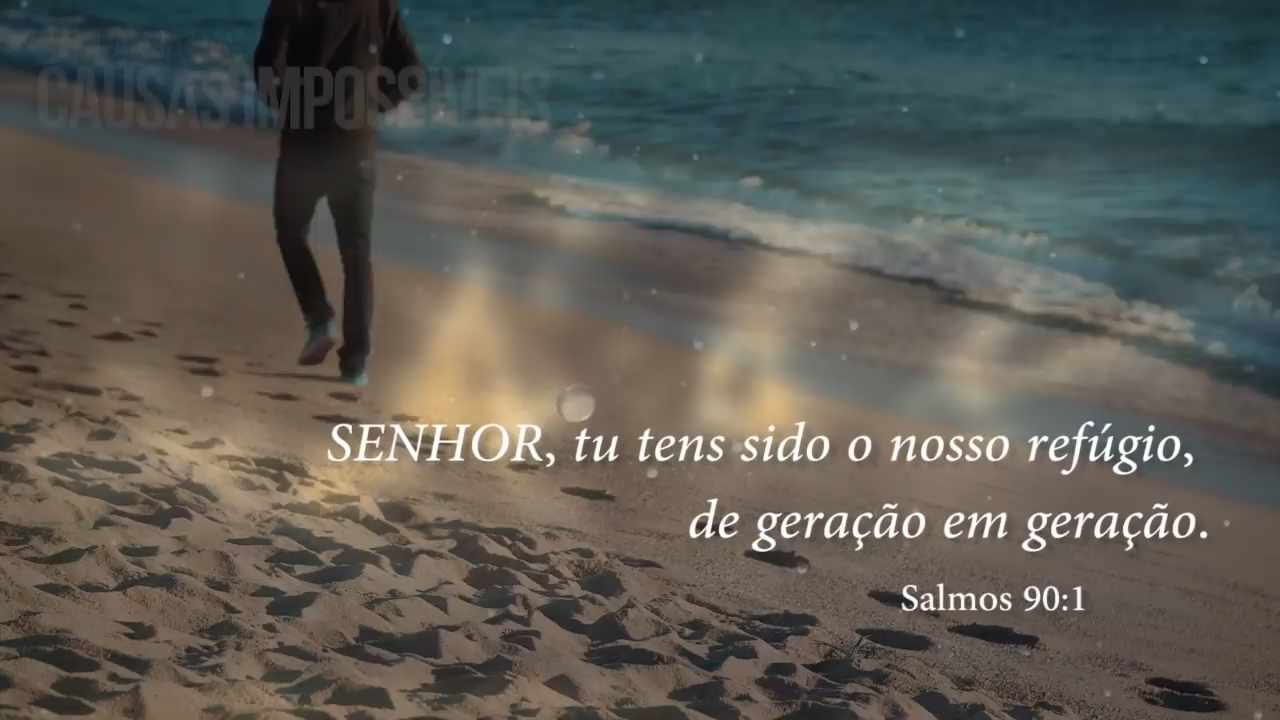 CAUSAS IMPOSSÍVEIS
SENHOR, tu tens sido o nosso refúgio,
de geração em geração.
Salmos 90:1